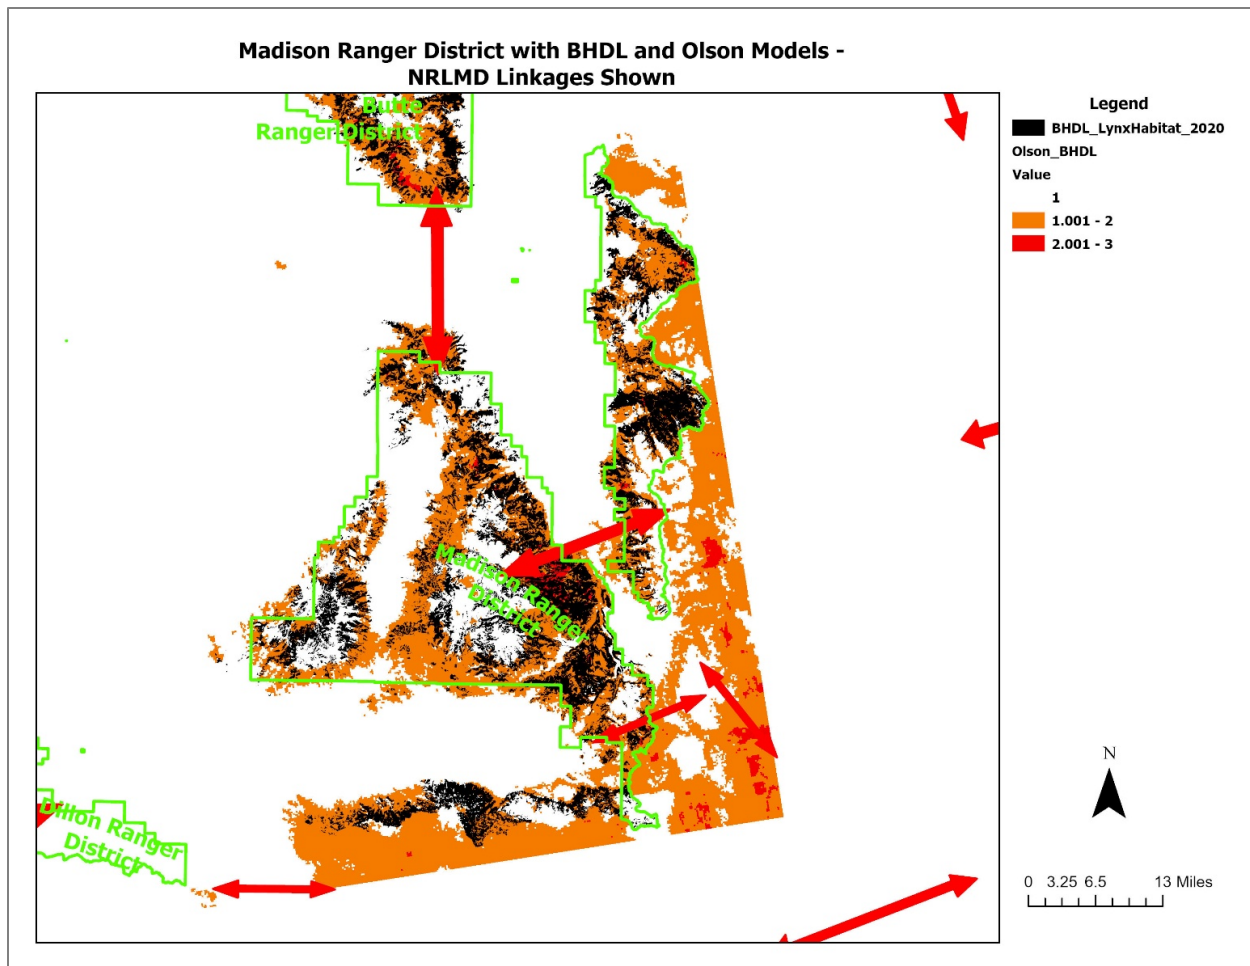 Madison Ranger District with BHDL and Olson Models -
NRLMD Linkages Shown
Butte
Ranger District
Madison Ranger
District
Dillon Ranger
District
Legend
BHDL_LynxHabitat_2020
Olson_BHDL
Value
1
1.001 - 2
2.001 - 3
N
0 3.25 6.5 13 Miles